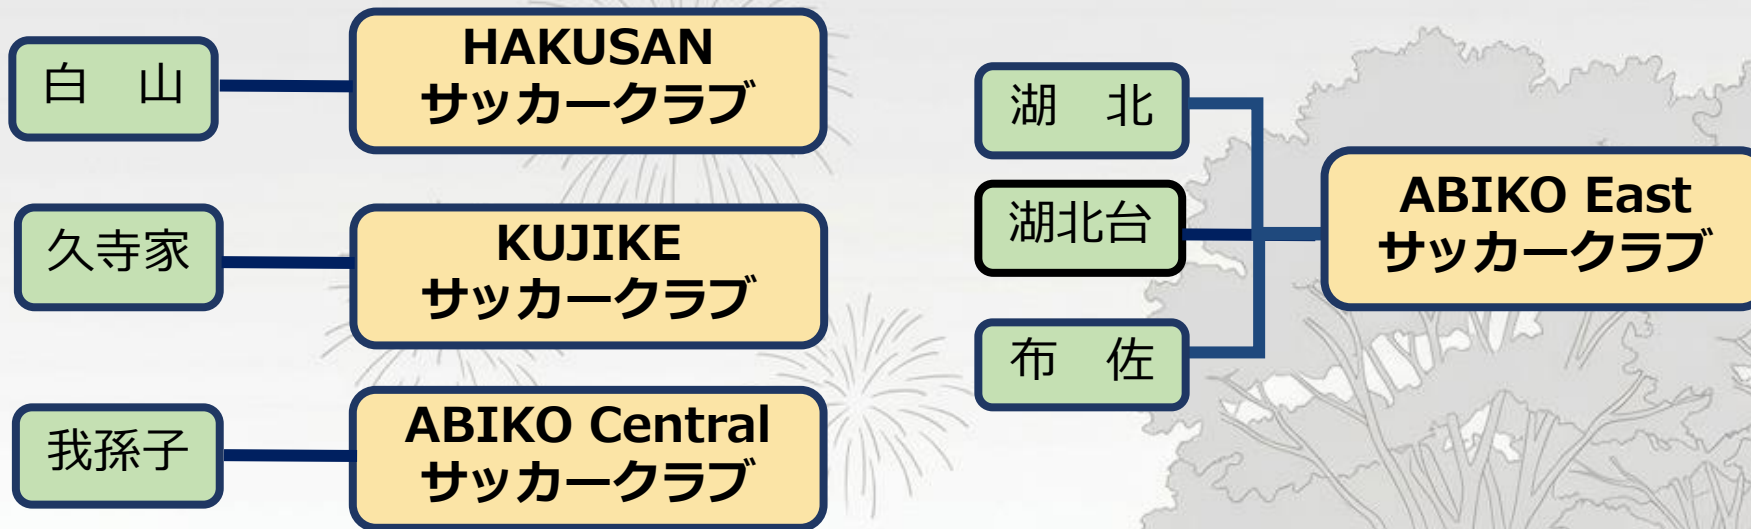 白　山
HAKUSAN
サッカークラブ
久寺家
KUJIKE
サッカークラブ
我孫子
ABIKO Central
サッカークラブ
湖　北
湖北台
布　佐
ABIKO East
サッカークラブ